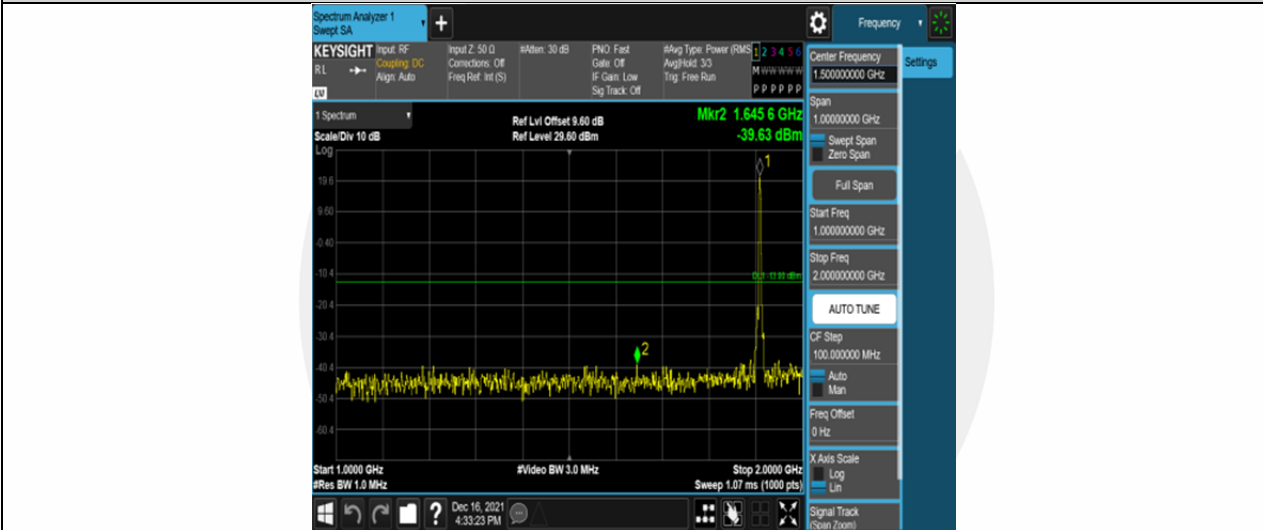 Spectrum Analyzer 1
Swept SA
Frequency
KEYSIGHT
Input: RF
Coupling: DC
Align: Auto
RL
LV
Input Z: 50 Ω
Corrections: Off
Freq Ref: Int (S)
#Atten: 30 dB
PNO: Fast
Gate: Off
IF Gain: Low
Sig Track: Off
#Avg Type: Power (RMS
Avg|Hold: 3/3
Trig: Free Run
1 2 3 4 5 6
M W W W W W
P P P P P P
1 Spectrum
Scale/Div 10 dB
Ref Lvl Offset 9.60 dB
Ref Level 29.60 dBm
Mkr2 1.645 6 GHz
-39.63 dBm
Log
19.6
9.60
-0.40
-10.4
-20.4
-30.4
-40.4
-50.4
-60.4
1
DL1 -13.00 dBm
2
Start 1.0000 GHz
#Res BW 1.0 MHz
#Video BW 3.0 MHz
Stop 2.0000 GHz
Sweep 1.07 ms (1000 pts)
Dec 16, 2021
4:33:23 PM
Center Frequency
1.500000000 GHz
Span
1.00000000 GHz
Swept Span
Zero Span
Full Span
Start Freq
1.000000000 GHz
Stop Freq
2.000000000 GHz
AUTO TUNE
CF Step
100.000000 MHz
Auto
Man
Freq Offset
0 Hz
X Axis Scale
Log
Lin
Signal Track
(Span Zoom)
Settings